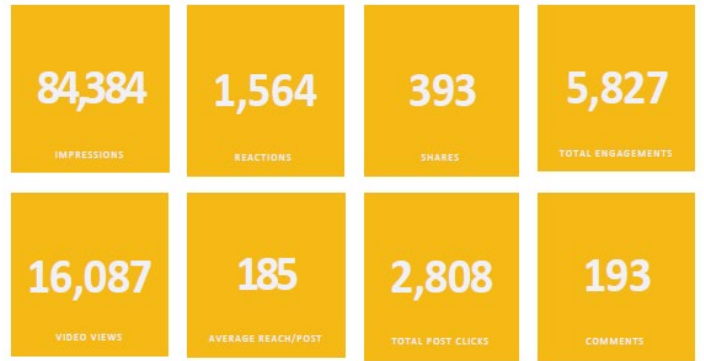 84,384
IMPRESSIONS
1,564
REACTIONS
393
SHARES
5,827
TOTAL ENGAGEMENTS
16,087
VIDEO VIEWS
185
AVERAGE REACH/POST
2,808
TOTAL POST CLICKS
193
COMMENTS